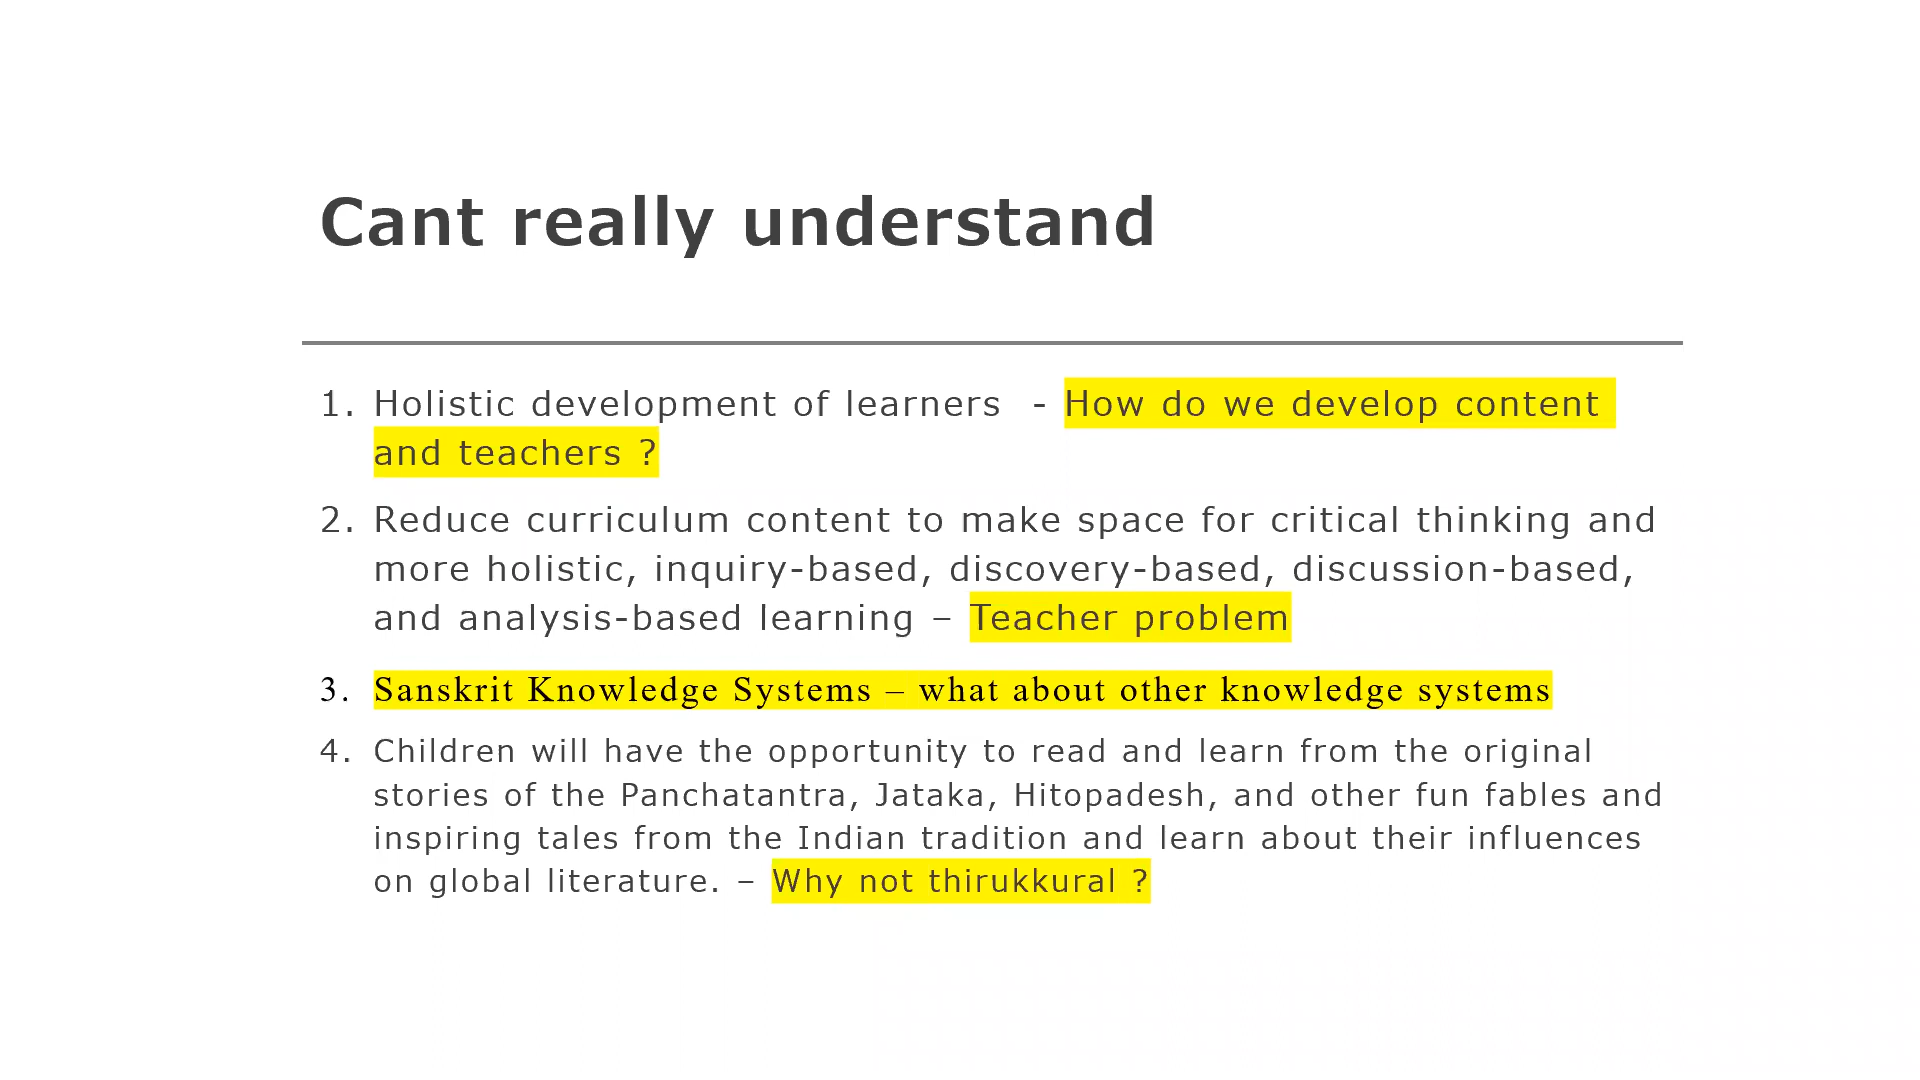 Cant really understand
1. Holistic development of learners - How do we develop content
and teachers ?
2. Reduce curriculum content to make space for critical thinking and
more holistic, inquiry-based, discovery-based, discussion-based,
and analysis-based learning – Teacher problem
3. Sanskrit Knowledge Systems – what about other knowledge systems
4. Children will have the opportunity to read and learn from the original
stories of the Panchatantra, Jataka, Hitopadesh, and other fun fables and
inspiring tales from the Indian tradition and learn about their influences
on global literature. – Why not thirukkural ?